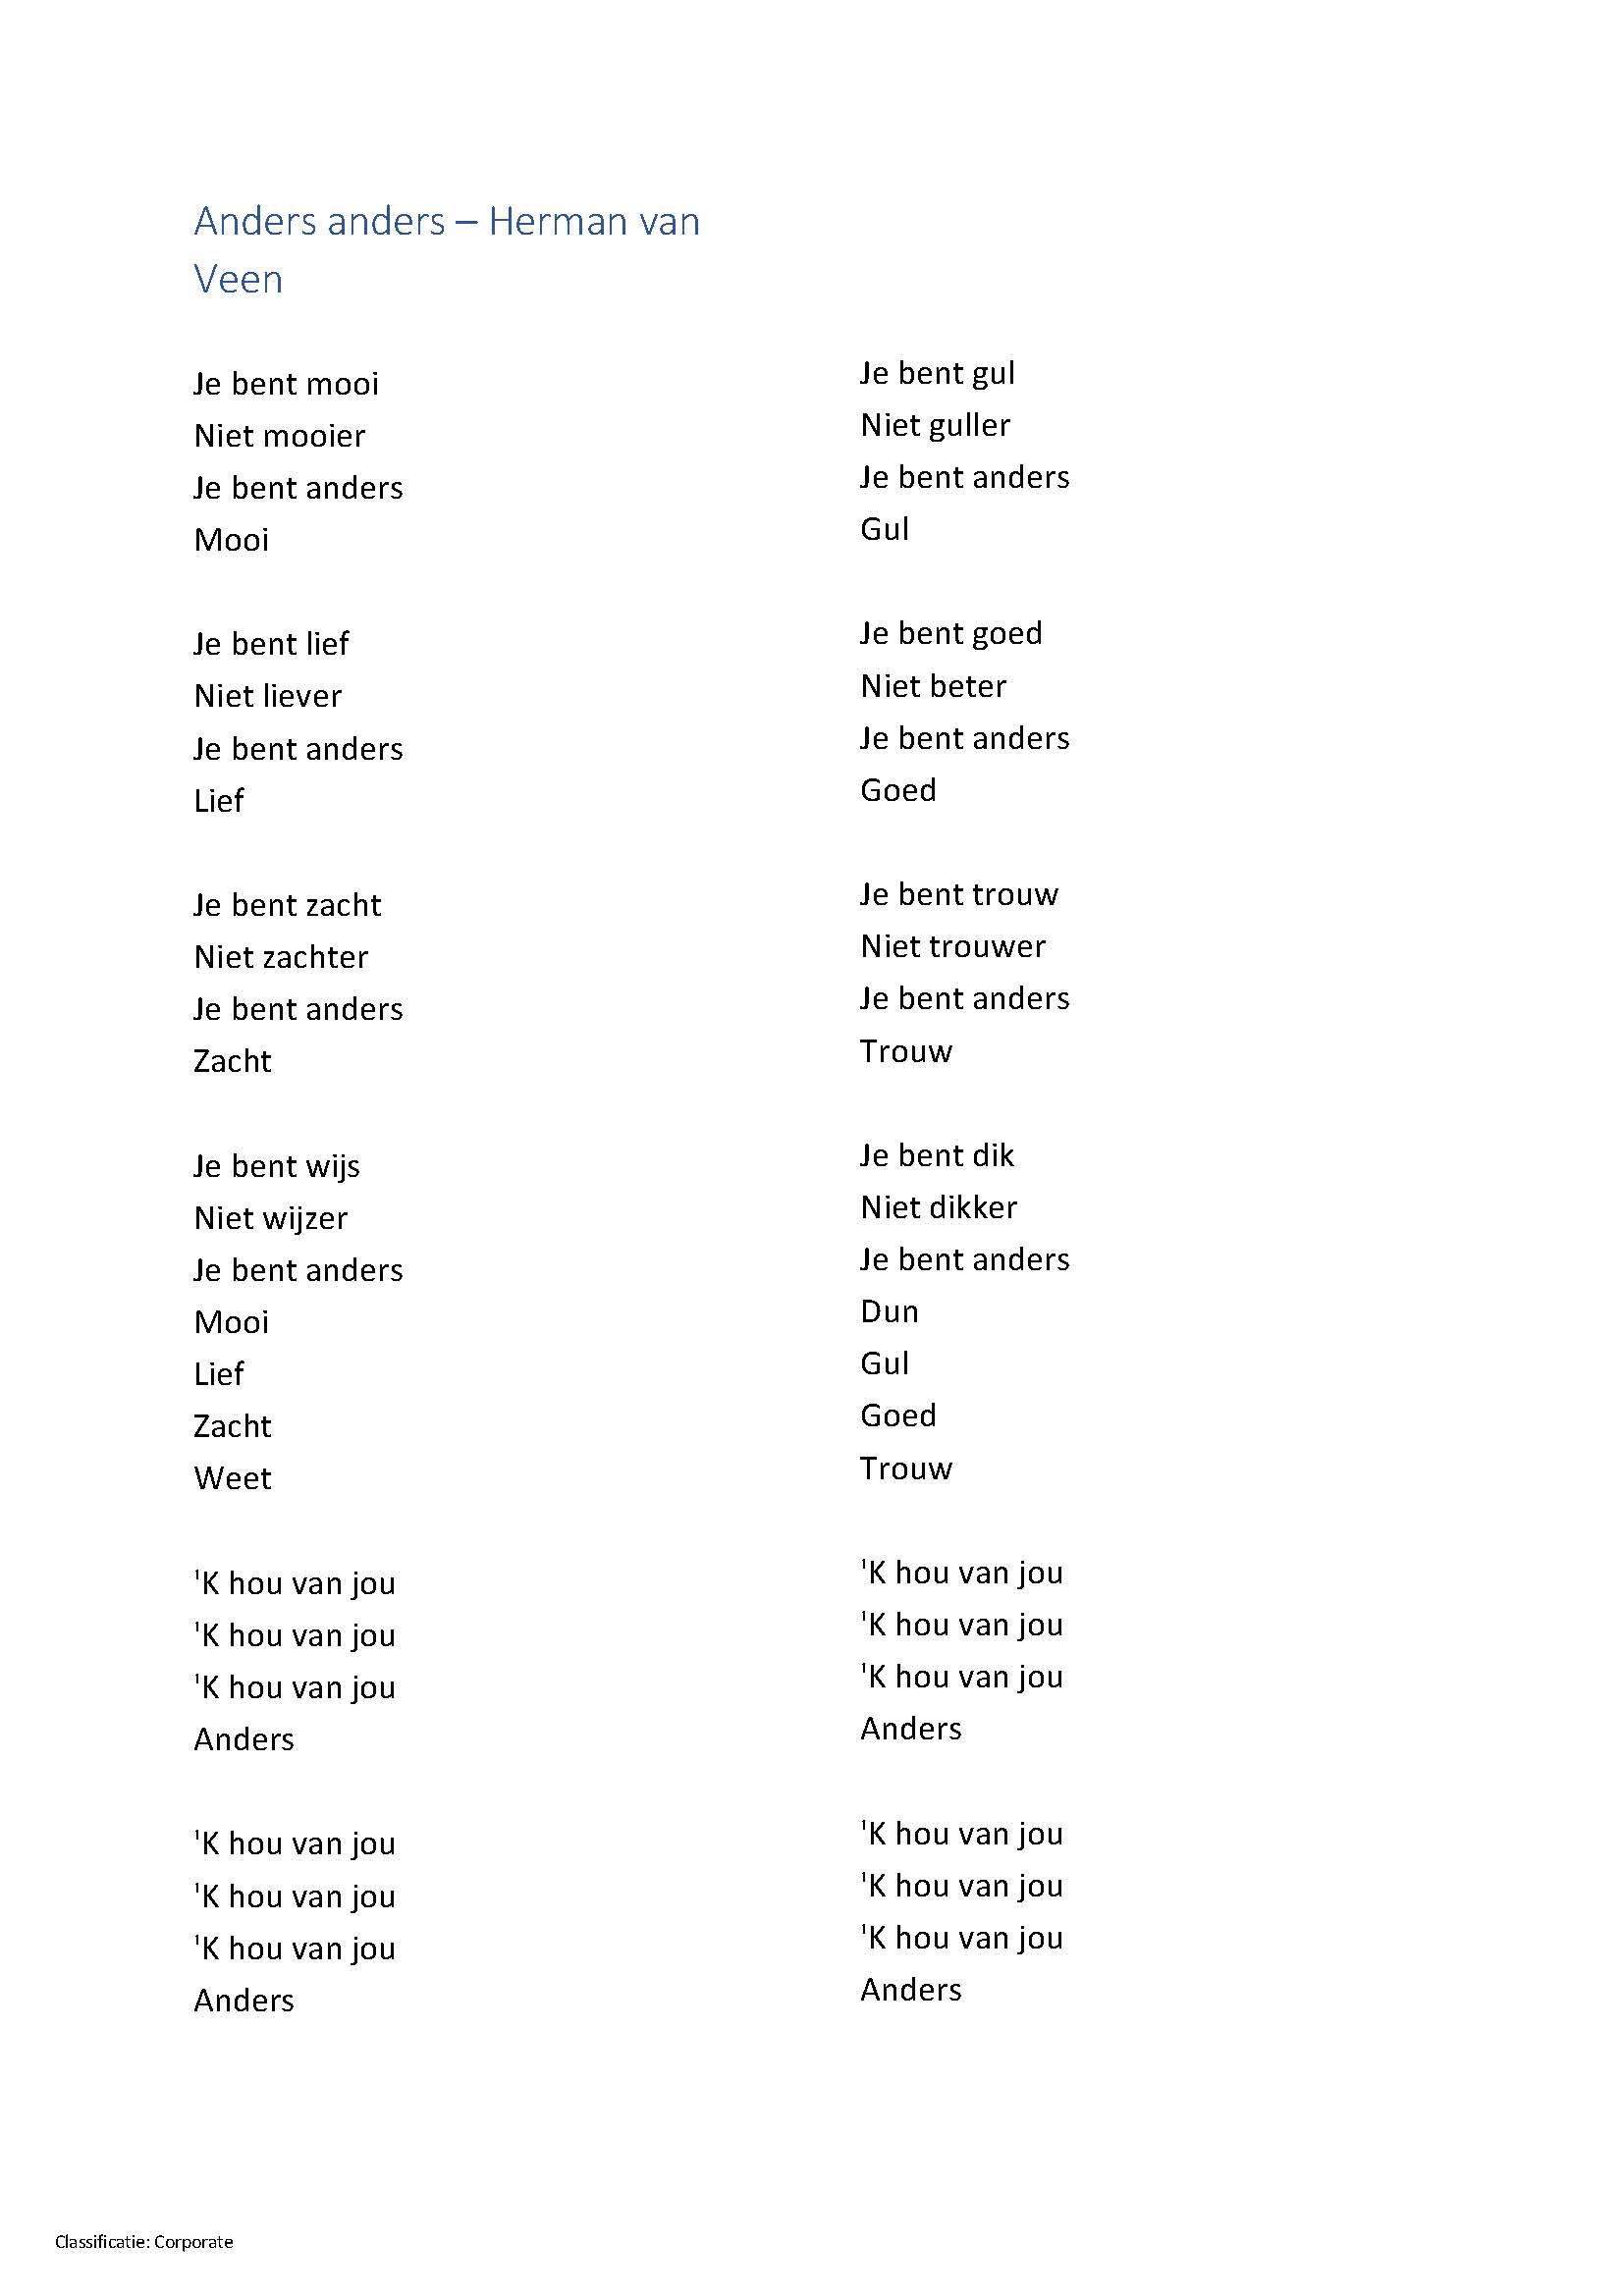 Anders anders – Herman van
Veen
Je bent mooi
Niet mooier
Je bent anders
Mooi
Je bent lief
Niet liever
Je bent anders
Lief
Je bent zacht
Niet zachter
Je bent anders
Zacht
Je bent wijs
Niet wijzer
Je bent anders
Mooi
Lief
Zacht
Weet
'K hou van jou
'K hou van jou
'K hou van jou
Anders
'K hou van jou
'K hou van jou
'K hou van jou
Anders
Je bent gul
Niet guller
Je bent anders
Gul
Je bent goed
Niet beter
Je bent anders
Goed
Je bent trouw
Niet trouwer
Je bent anders
Trouw
Je bent dik
Niet dikker
Je bent anders
Dun
Gul
Goed
Trouw
'K hou van jou
'K hou van jou
'K hou van jou
Anders
'K hou van jou
'K hou van jou
'K hou van jou
Anders
Classificatie: Corporate